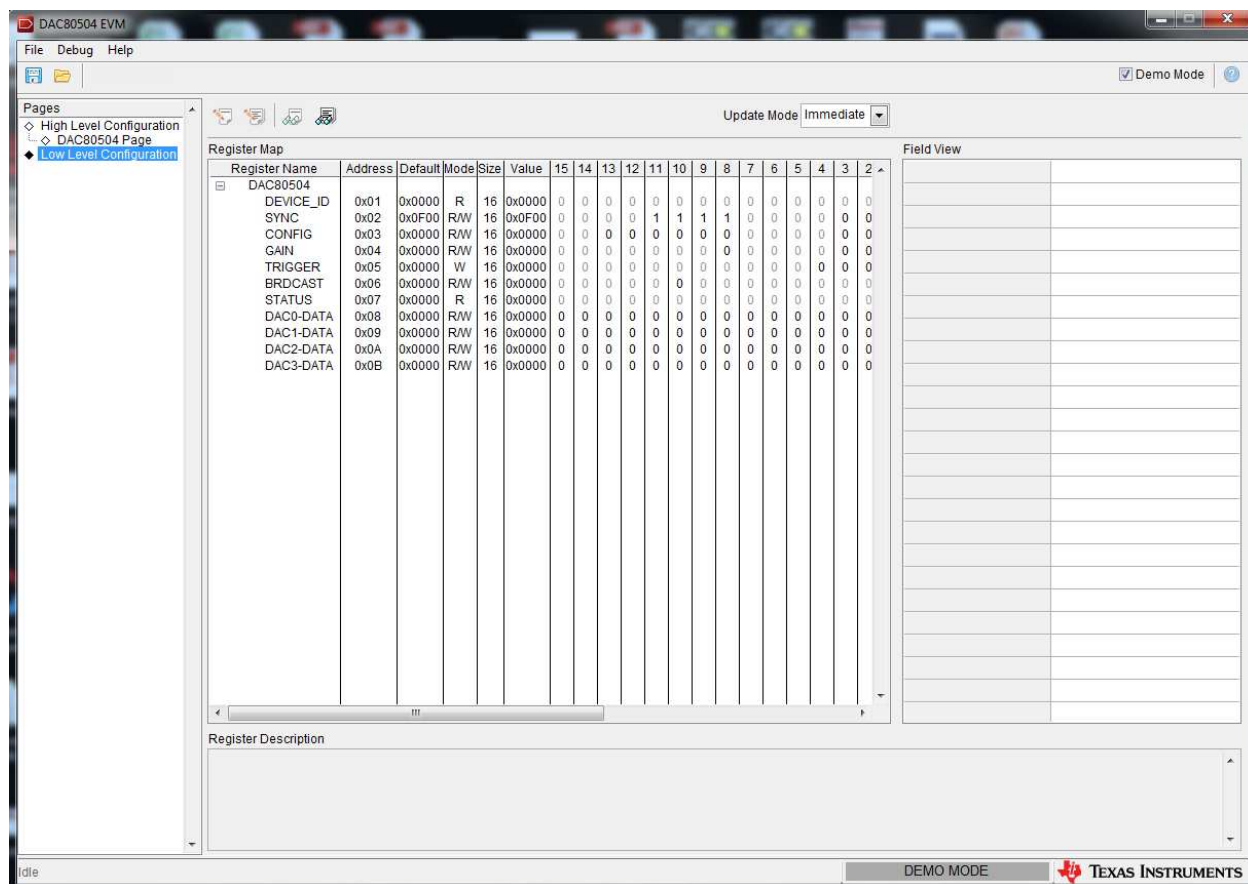 DAC80504 EVM
File Debug Help
Demo Mode
Pages
High Level Configuration
DAC80504 Page
Low Level Configuration
Update Mode Immediate
Register Map
Register Name Address Default Mode Size Value 15 14 13 12 11 10 9 8 7 6 5 4 3 2
DAC80504
DEVICE_ID 0x01 0x0000 R 16 0x0000 0 0 0 0 0 0 0 0 0 0 0 0 0 0
SYNC 0x02 0x0F00 R/W 16 0x0F00 0 0 0 0 1 1 1 1 0 0 0 0 0 0
CONFIG 0x03 0x0000 R/W 16 0x0000 0 0 0 0 0 0 0 0 0 0 0 0 0 0
GAIN 0x04 0x0000 R/W 16 0x0000 0 0 0 0 0 0 0 0 0 0 0 0 0 0
TRIGGER 0x05 0x0000 W 16 0x0000 0 0 0 0 0 0 0 0 0 0 0 0 0 0
BRDCAST 0x06 0x0000 R/W 16 0x0000 0 0 0 0 0 0 0 0 0 0 0 0 0 0
STATUS 0x07 0x0000 R 16 0x0000 0 0 0 0 0 0 0 0 0 0 0 0 0 0
DAC0-DATA 0x08 0x0000 R/W 16 0x0000 0 0 0 0 0 0 0 0 0 0 0 0 0 0
DAC1-DATA 0x09 0x0000 R/W 16 0x0000 0 0 0 0 0 0 0 0 0 0 0 0 0 0
DAC2-DATA 0x0A 0x0000 R/W 16 0x0000 0 0 0 0 0 0 0 0 0 0 0 0 0 0
DAC3-DATA 0x0B 0x0000 R/W 16 0x0000 0 0 0 0 0 0 0 0 0 0 0 0 0 0
Field View
Register Description
Idle
DEMO MODE
TEXAS INSTRUMENTS